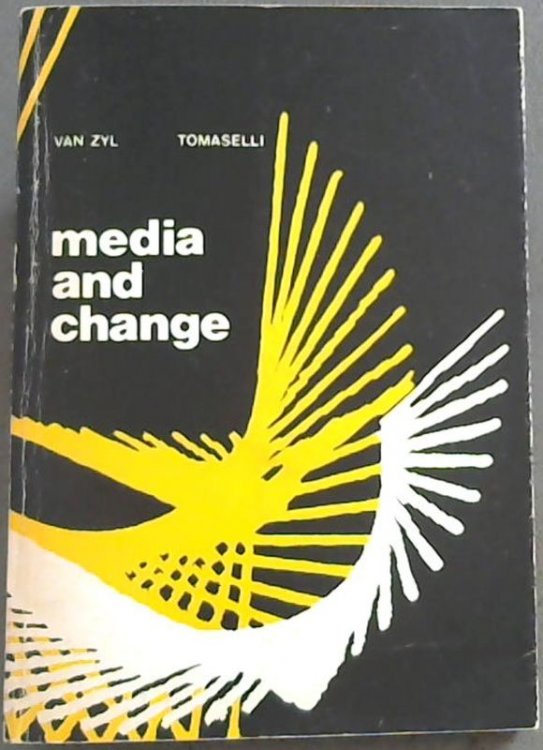 VAN ZYL TOMASELLI
media
and
change